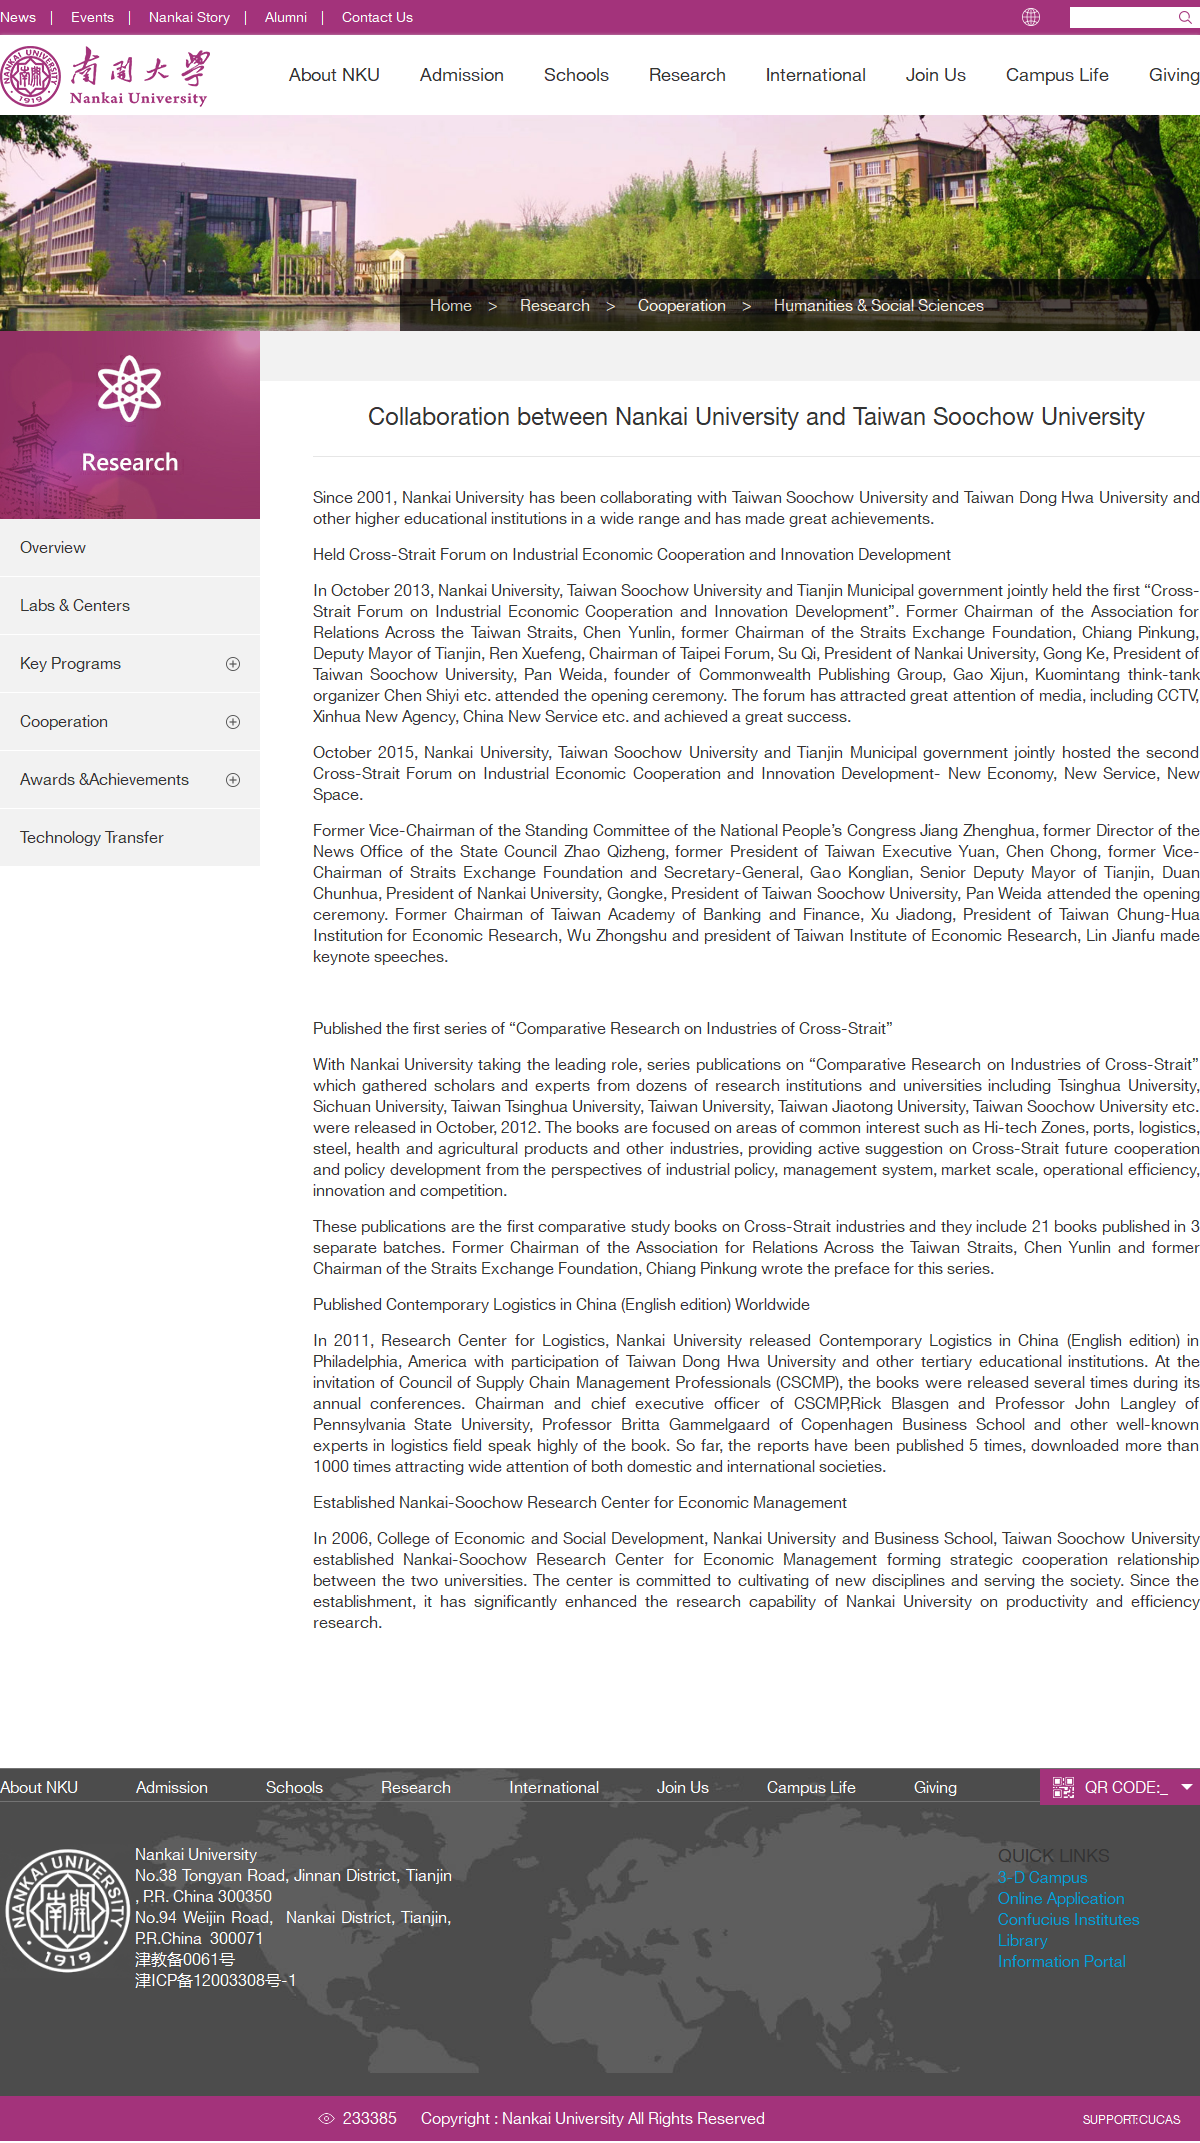 News | Events | Nankai Story | Alumni | Contact Us
NANKAI UNIVERSITY
1919
南開大學
Nankai University
About NKU Admission Schools Research International Join Us Campus Life Giving
Home > Research > Cooperation > Humanities & Social Sciences
Research
Overview
Labs & Centers
Key Programs
Cooperation
Awards &Achievements
Technology Transfer
Collaboration between Nankai University and Taiwan Soochow University
Since 2001, Nankai University has been collaborating with Taiwan Soochow University and Taiwan Dong Hwa University and
other higher educational institutions in a wide range and has made great achievements.
Held Cross-Strait Forum on Industrial Economic Cooperation and Innovation Development
In October 2013, Nankai University, Taiwan Soochow University and Tianjin Municipal government jointly held the first “Cross-
Strait Forum on Industrial Economic Cooperation and Innovation Development”. Former Chairman of the Association for
Relations Across the Taiwan Straits, Chen Yunlin, former Chairman of the Straits Exchange Foundation, Chiang Pinkung,
Deputy Mayor of Tianjin, Ren Xuefeng, Chairman of Taipei Forum, Su Qi, President of Nankai University, Gong Ke, President of
Taiwan Soochow University, Pan Weida, founder of Commonwealth Publishing Group, Gao Xijun, Kuomintang think-tank
organizer Chen Shiyi etc. attended the opening ceremony. The forum has attracted great attention of media, including CCTV,
Xinhua New Agency, China New Service etc. and achieved a great success.
October 2015, Nankai University, Taiwan Soochow University and Tianjin Municipal government jointly hosted the second
Cross-Strait Forum on Industrial Economic Cooperation and Innovation Development- New Economy, New Service, New
Space.
Former Vice-Chairman of the Standing Committee of the National People’s Congress Jiang Zhenghua, former Director of the
News Office of the State Council Zhao Qizheng, former President of Taiwan Executive Yuan, Chen Chong, former Vice-
Chairman of Straits Exchange Foundation and Secretary-General, Gao Konglian, Senior Deputy Mayor of Tianjin, Duan
Chunhua, President of Nankai University, Gongke, President of Taiwan Soochow University, Pan Weida attended the opening
ceremony. Former Chairman of Taiwan Academy of Banking and Finance, Xu Jiadong, President of Taiwan Chung-Hua
Institution for Economic Research, Wu Zhongshu and president of Taiwan Institute of Economic Research, Lin Jianfu made
keynote speeches.
Published the first series of “Comparative Research on Industries of Cross-Strait”
With Nankai University taking the leading role, series publications on “Comparative Research on Industries of Cross-Strait”
which gathered scholars and experts from dozens of research institutions and universities including Tsinghua University,
Sichuan University, Taiwan Tsinghua University, Taiwan University, Taiwan Jiaotong University, Taiwan Soochow University etc.
were released in October, 2012. The books are focused on areas of common interest such as Hi-tech Zones, ports, logistics,
steel, health and agricultural products and other industries, providing active suggestion on Cross-Strait future cooperation
and policy development from the perspectives of industrial policy, management system, market scale, operational efficiency,
innovation and competition.
These publications are the first comparative study books on Cross-Strait industries and they include 21 books published in 3
separate batches. Former Chairman of the Association for Relations Across the Taiwan Straits, Chen Yunlin and former
Chairman of the Straits Exchange Foundation, Chiang Pinkung wrote the preface for this series.
Published Contemporary Logistics in China (English edition) Worldwide
In 2011, Research Center for Logistics, Nankai University released Contemporary Logistics in China (English edition) in
Philadelphia, America with participation of Taiwan Dong Hwa University and other tertiary educational institutions. At the
invitation of Council of Supply Chain Management Professionals (CSCMP), the books were released several times during its
annual conferences. Chairman and chief executive officer of CSCMP,Rick Blasgen and Professor John Langley of
Pennsylvania State University, Professor Britta Gammelgaard of Copenhagen Business School and other well-known
experts in logistics field speak highly of the book. So far, the reports have been published 5 times, downloaded more than
1000 times attracting wide attention of both domestic and international societies.
Established Nankai-Soochow Research Center for Economic Management
In 2006, College of Economic and Social Development, Nankai University and Business School, Taiwan Soochow University
established Nankai-Soochow Research Center for Economic Management forming strategic cooperation relationship
between the two universities. The center is committed to cultivating of new disciplines and serving the society. Since the
establishment, it has significantly enhanced the research capability of Nankai University on productivity and efficiency
research.
About NKU Admission Schools Research International Join Us Campus Life Giving QR CODE:_
NANKAI UNIVERSITY
南開
1919
Nankai University
No.38 Tongyan Road, Jinnan District, Tianjin
, P.R. China 300350
No.94 Weijin Road, Nankai District, Tianjin,
P.R.China 300071
津教备0061号
津ICP备12003308号-1
QUICK LINKS
3-D Campus
Online Application
Confucius Institutes
Library
Information Portal
233385 Copyright : Nankai University All Rights Reserved
SUPPORT:CUCAS